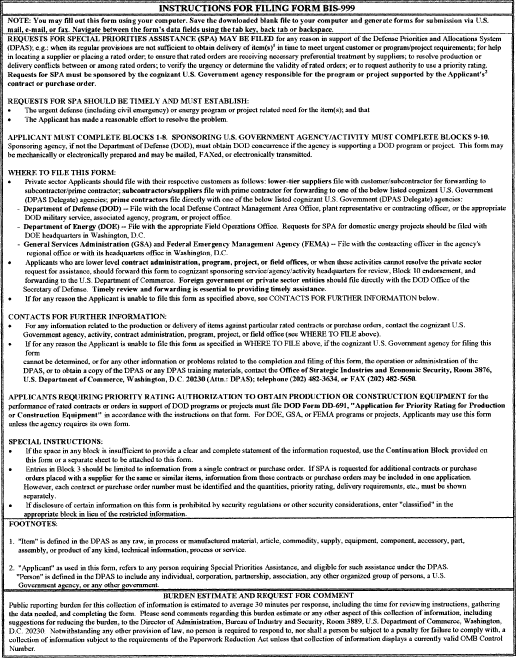 INSTRUCTIONS FOR FILING FORM BIS-999
NOTE: You may fill out this form using your computer. Save the downloaded blank file to your computer and generate forms for submission via U.S.
mail, e-mail, or fax. Navigate between the form's data fields using the tab key, back tab or backspace.
REQUESTS FOR SPECIAL PRIORITIES ASSISTANCE (SPA) MAY BE FILED for any reason in support of the Defense Priorities and Allocations System
(DPAS); e.g.: when its regular provisions are not sufficient to obtain delivery of item(s)1 in time to meet urgent customer or program/project requirements; for help
in locating a supplier or placing a rated order; to ensure that rated orders are receiving necessary preferential treatment by suppliers; to resolve production or
delivery conflicts between or among rated orders; to verify the urgency or determine the validity of rated orders; or to request authority to use a priority rating.
Requests for SPA must be sponsored by the cognizant U.S. Government agency responsible for the program or project supported by the Applicant's2
contract or purchase order.
REQUESTS FOR SPA SHOULD BE TIMELY AND MUST ESTABLISH:
• The urgent defense (including civil emergency) or energy program or project related need for the item(s); and that
• The Applicant has made a reasonable effort to resolve the problem.
APPLICANT MUST COMPLETE BLOCKS 1-8. SPONSORING U.S. GOVERNMENT AGENCY/ACTIVITY MUST COMPLETE BLOCKS 9-10.
Sponsoring agency, if not the Department of Defense (DOD), must obtain DOD concurrence if the agency is supporting a DOD program or project. This form may
be mechanically or electronically prepared and may be mailed, FAXed, or electronically transmitted.
WHERE TO FILE THIS FORM:
• Private sector Applicants should file with their respective customers as follows: lower-tier suppliers file with customer/subcontractor for forwarding to
subcontractor/prime contractor; subcontractors/suppliers file with prime contractor for forwarding to one of the below listed cognizant U.S. Government
(DPAS Delegate) agencies; prime contractors file directly with one of the below listed cognizant U.S. Government (DPAS Delegate) agencies:
- Department of Defense (DOD) -- File with the local Defense Contract Management Area Office, plant representative or contracting officer, or the appropriate
DOD military service, associated agency, program, or project office.
- Department of Energy (DOE) -- File with the appropriate Field Operations Office. Requests for SPA for domestic energy projects should be filed with
DOE headquarters in Washington, D.C.
- General Services Administration (GSA) and Federal Emergency Management Agency (FEMA) -- File with the contracting officer in the agency's
regional office or with its headquarters office in Washington, D.C.
• Applicants who are lower level contract administration, program, project, or field offices, or when these activities cannot resolve the private sector
request for assistance, should forward this form to cognizant sponsoring service/agency/activity headquarters for review, Block 10 endorsement, and
forwarding to the U.S. Department of Commerce. Foreign government or private sector entities should file directly with the DOD Office of the
Secretary of Defense. Timely review and forwarding is essential to providing timely assistance.
• If for any reason the Applicant is unable to file this form as specified above, see CONTACTS FOR FURTHER INFORMATION below.
CONTACTS FOR FURTHER INFORMATION:
• For any information related to the production or delivery of items against particular rated contracts or purchase orders, contact the cognizant U.S.
Government agency, activity, contract administration, program, project, or field office (see WHERE TO FILE above).
• If for any reason the Applicant is unable to file this form as specified in WHERE TO FILE above, if the cognizant U.S. Government agency for filing this
form
cannot be determined, or for any other information or problems related to the completion and filing of this form, the operation or administration of the
DPAS, or to obtain a copy of the DPAS or any DPAS training materials, contact the Office of Strategic Industries and Economic Security, Room 3876,
U.S. Department of Commerce, Washington, D.C. 20230 (Attn.: DPAS); telephone (202) 482-3634, or FAX (202) 482-5650.
APPLICANTS REQUIRING PRIORITY RATING AUTHORIZATION TO OBTAIN PRODUCTION OR CONSTRUCTION EQUIPMENT for the
performance of rated contracts or orders in support of DOD programs or projects must file DOD Form DD-691, "Application for Priority Rating for Production
or Construction Equipment" in accordance with the instructions on that form. For DOE, GSA, or FEMA programs or projects, Applicants may use this form
unless the agency requires its own form.
SPECIAL INSTRUCTIONS:
• If the space in any block is insufficient to provide a clear and complete statement of the information requested, use the Continuation Block provided on
this form or a separate sheet to be attached to this form.
• Entries in Block 3 should be limited to information from a single contract or purchase order. If SPA is requested for additional contracts or purchase
orders placed with a supplier for the same or similar items, information from these contracts or purchase orders may be included in one application.
However, each contract or purchase order number must be identified and the quantities, priority rating, delivery requirements, etc., must be shown
separately.
• If disclosure of certain information on this form is prohibited by security regulations or other security considerations, enter "classified" in the
appropriate block in lieu of the restricted information.
FOOTNOTES:
1. "Item" is defined in the DPAS as any raw, in process or manufactured material, article, commodity, supply, equipment, component, accessory, part,
assembly, or product of any kind, technical information, process or service.
2. "Applicant" as used in this form, refers to any person requiring Special Priorities Assistance, and eligible for such assistance under the DPAS.
"Person" is defined in the DPAS to include any individual, corporation, partnership, association, any other organized group of persons, a U.S.
Government agency, or any other government.
BURDEN ESTIMATE AND REQUEST FOR COMMENT
Public reporting burden for this collection of information is estimated to average 30 minutes per response, including the time for reviewing instructions, gathering
the data needed, and completing the form. Please send comments regarding this burden estimate or any other aspect of this collection of information, including
suggestions for reducing the burden, to the Director of Administration, Bureau of Industry and Security, Room 3889, U.S. Department of Commerce, Washington,
D.C. 20230 Notwithstanding any other provision of law, no person is required to respond to, nor shall a person be subject to a penalty for failure to comply with, a
collection of information subject to the requirements of the Paperwork Reduction Act unless that collection of information displays a currently valid OMB Control
Number.